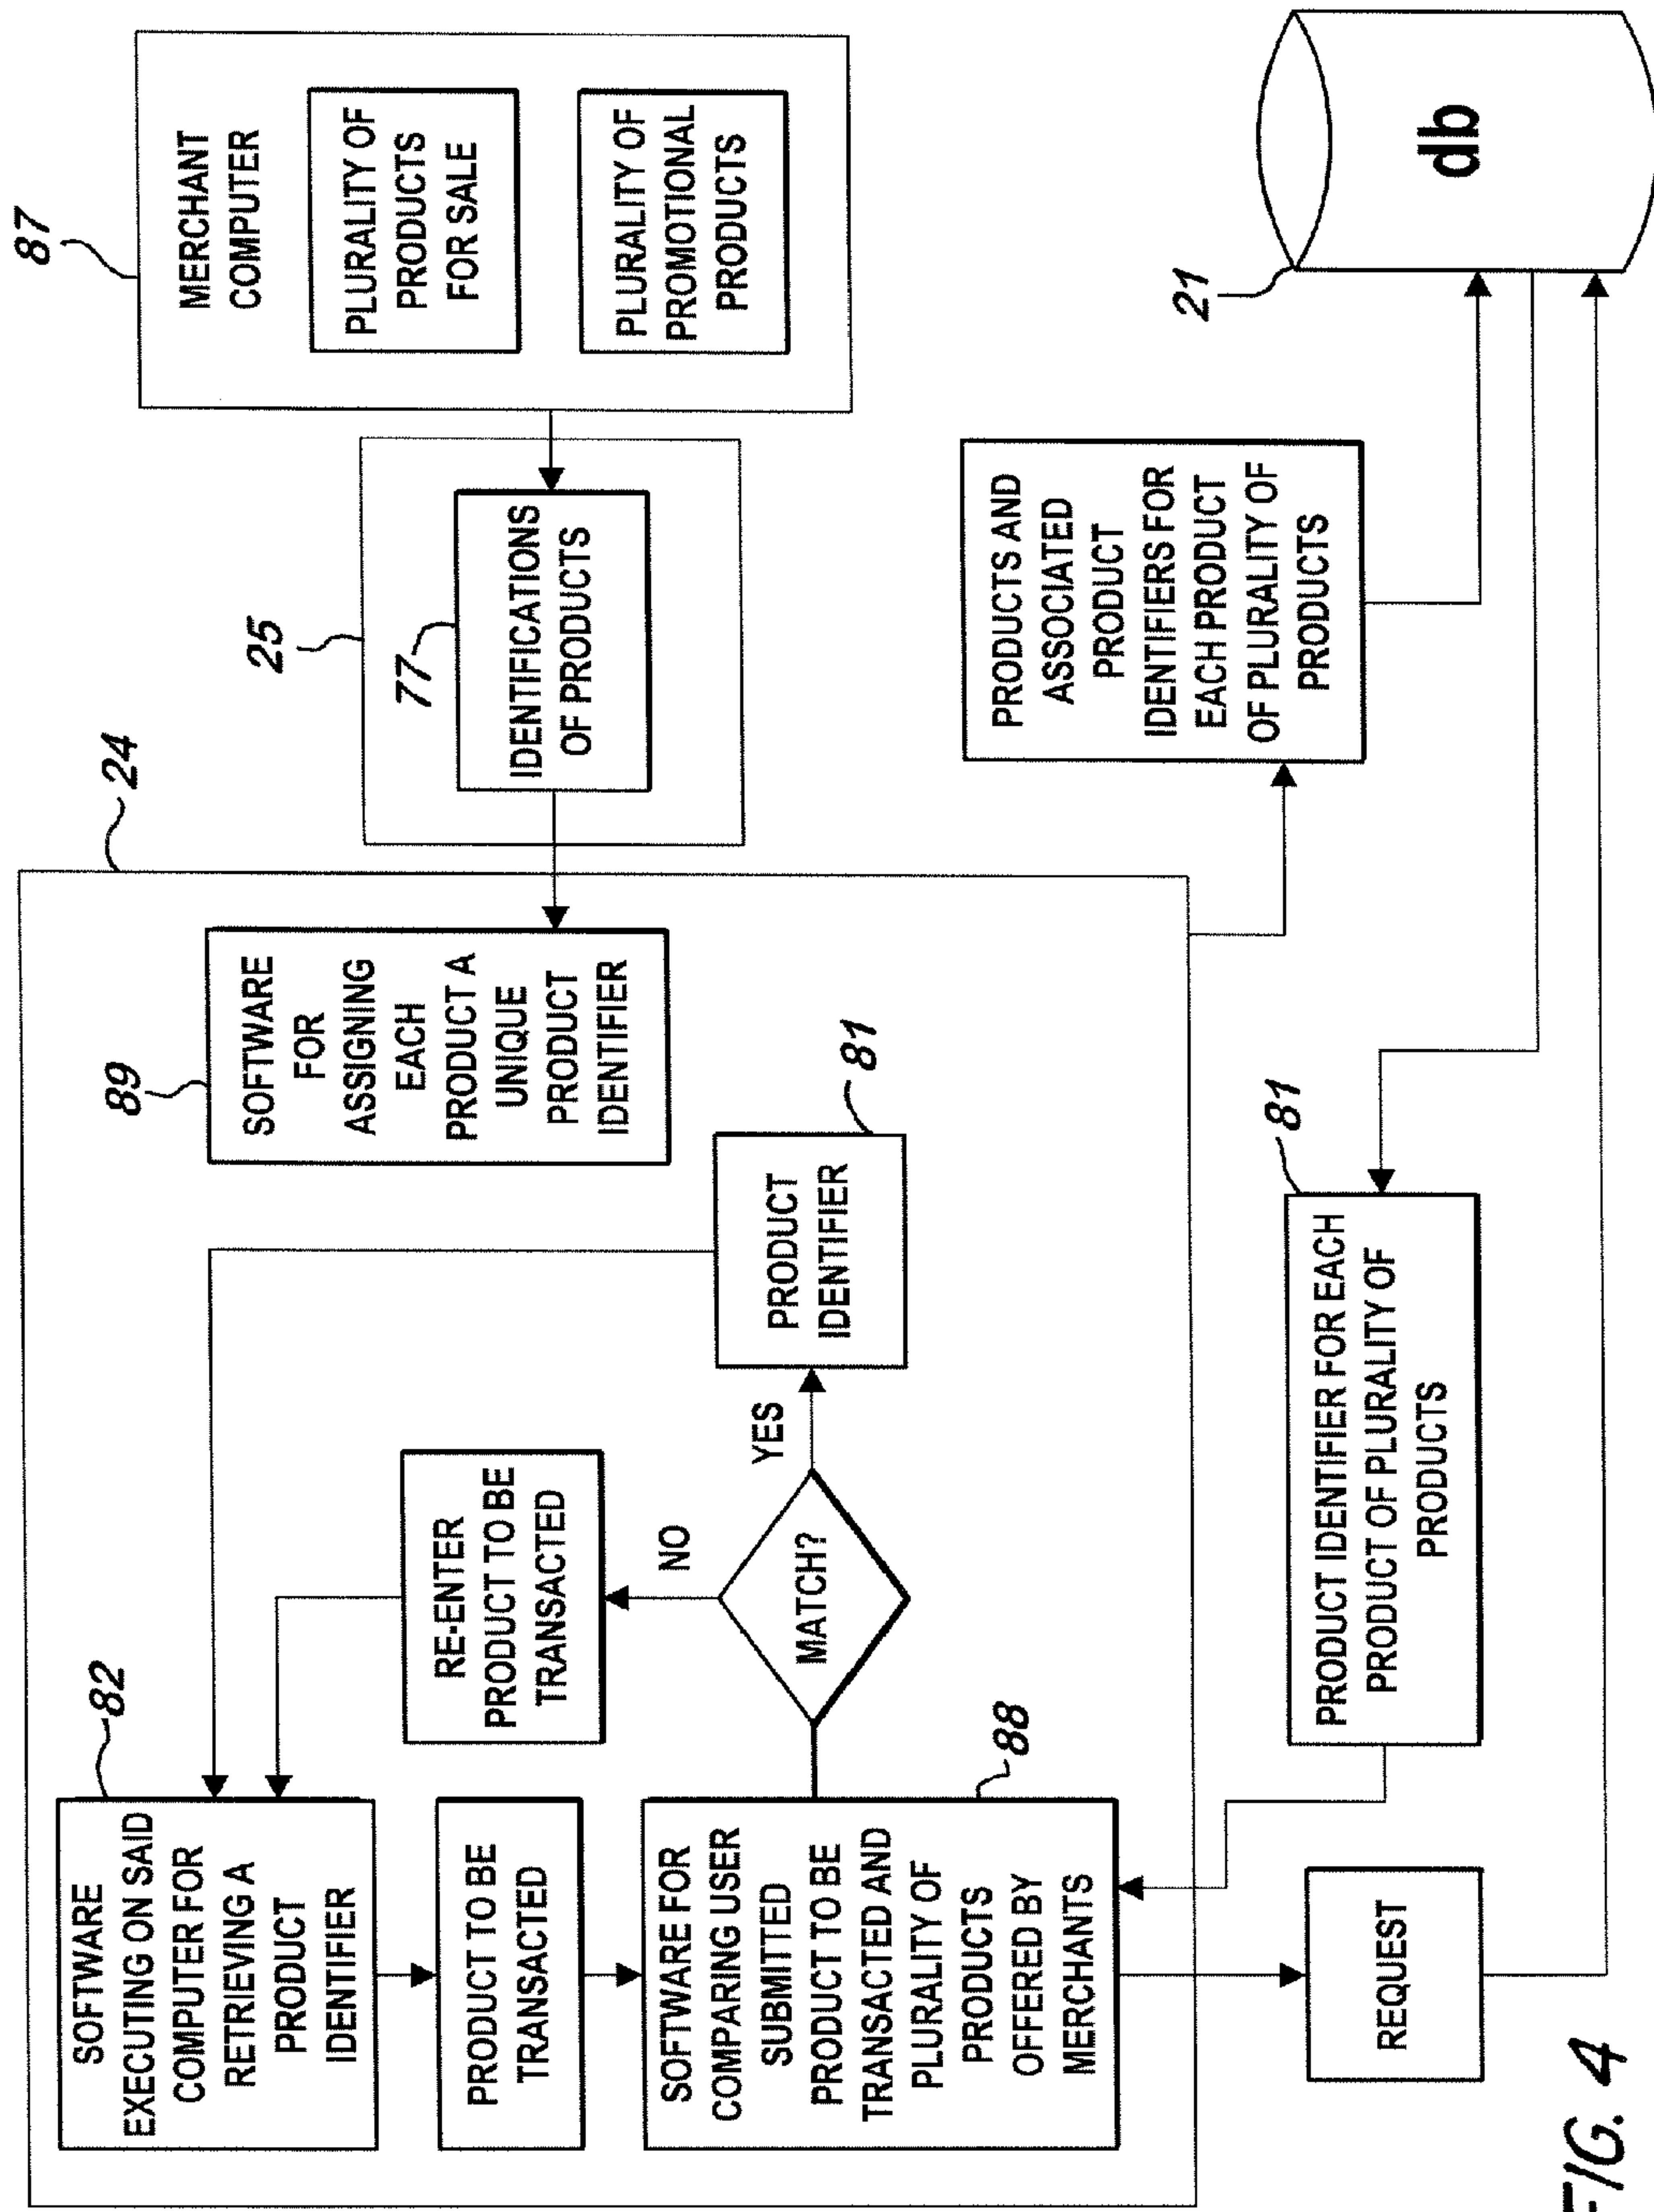 87
MERCHANT
COMPUTER
PLURALITY OF
PRODUCTS
FOR SALE
PLURALITY OF
PROMOTIONAL
PRODUCTS
25
77
IDENTIFICATIONS
OF PRODUCTS
24
89
SOFTWARE
FOR
ASSIGNING
EACH
PRODUCT A
UNIQUE
PRODUCT
IDENTIFIER
82
SOFTWARE
EXECUTING ON SAID
COMPUTER FOR
RETRIEVING A
PRODUCT
IDENTIFIER
RE-ENTER
PRODUCT TO BE
TRANSACTED
PRODUCT TO BE
TRANSACTED
88
SOFTWARE FOR
COMPARING USER
SUBMITTED
PRODUCT TO BE
TRANSACTED AND
PLURALITY OF
PRODUCTS
OFFERED BY
MERCHANTS
MATCH?
NO
YES
81
PRODUCT
IDENTIFIER
PRODUCTS AND
ASSOCIATED
PRODUCT
IDENTIFIERS FOR
EACH PRODUCT
OF PLURALITY OF
PRODUCTS
21
db
81
PRODUCT IDENTIFIER FOR EACH
PRODUCT OF PLURALITY OF
PRODUCTS
REQUEST
FIG. 4